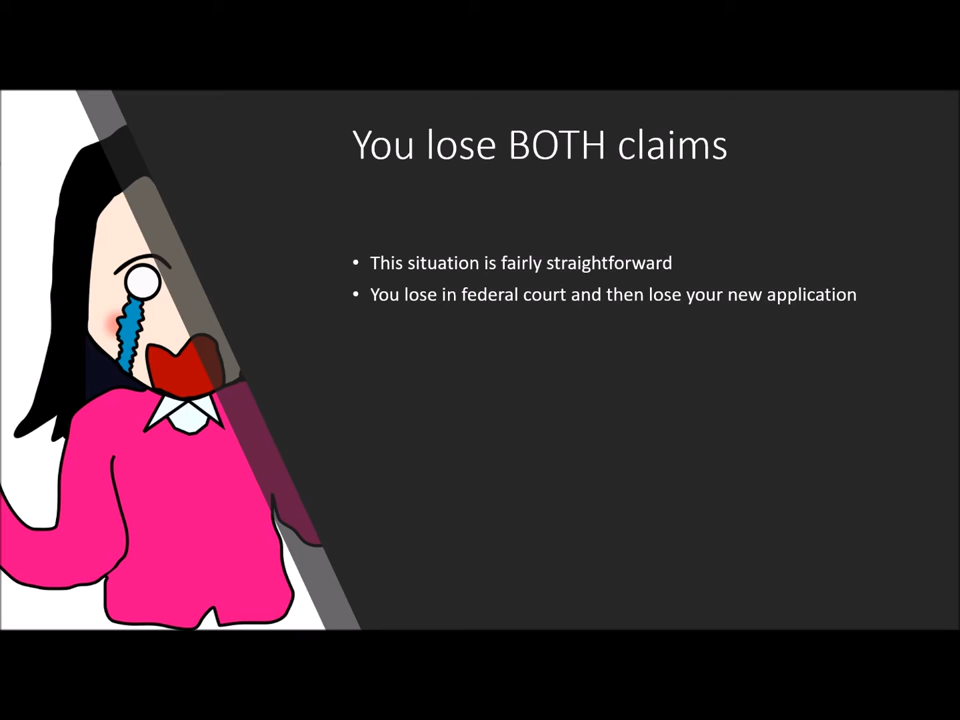 You lose BOTH claims
• This situation is fairly straightforward
• You lose in federal court and then lose your new application